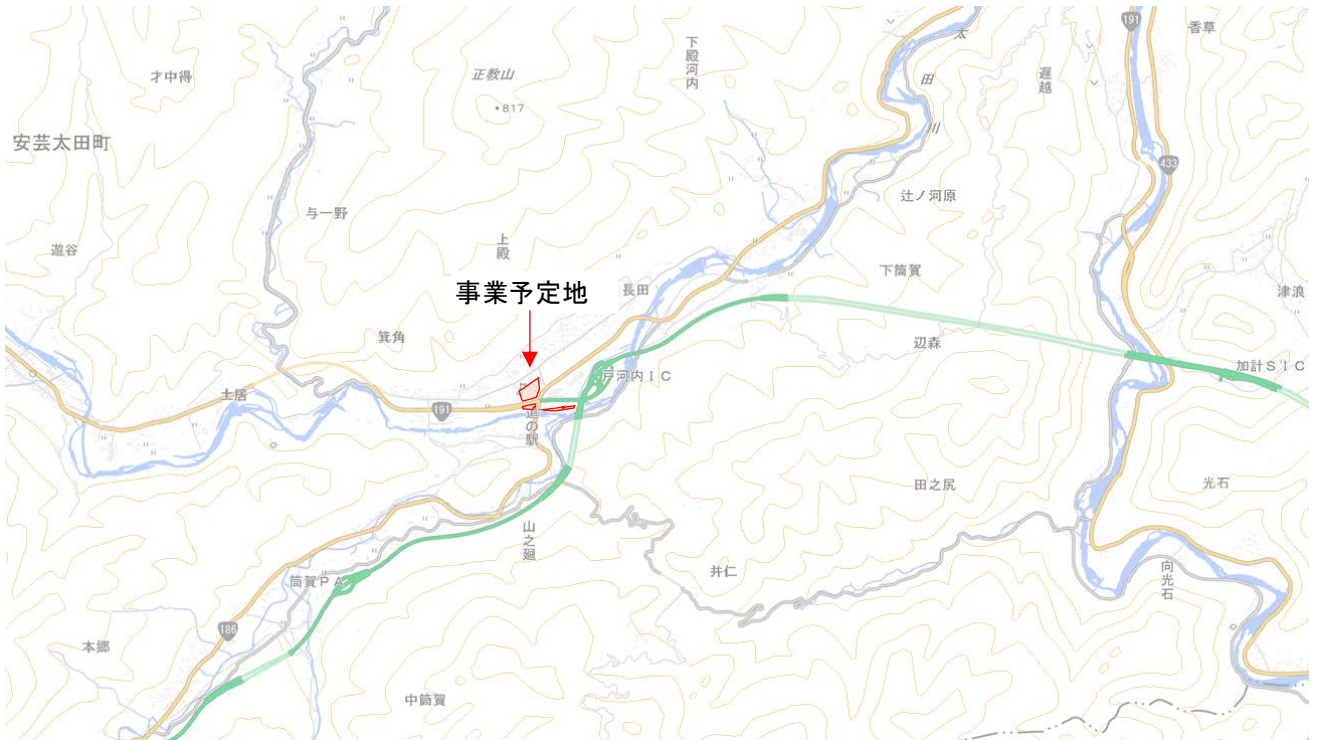 191
香草
太
下殿河内
遅越
正教山
才中得
・817
田
川
安芸太田町
433
辻ノ河原
与一野
上殿
遊谷
下筒賀
事業予定地
長田
津浪
箕角
辺森
加計SIC
戸河内IC
土居
191
道の駅
光石
田之尻
山之廻
井仁
向光石
筒賀PA
186
本郷
中筒賀